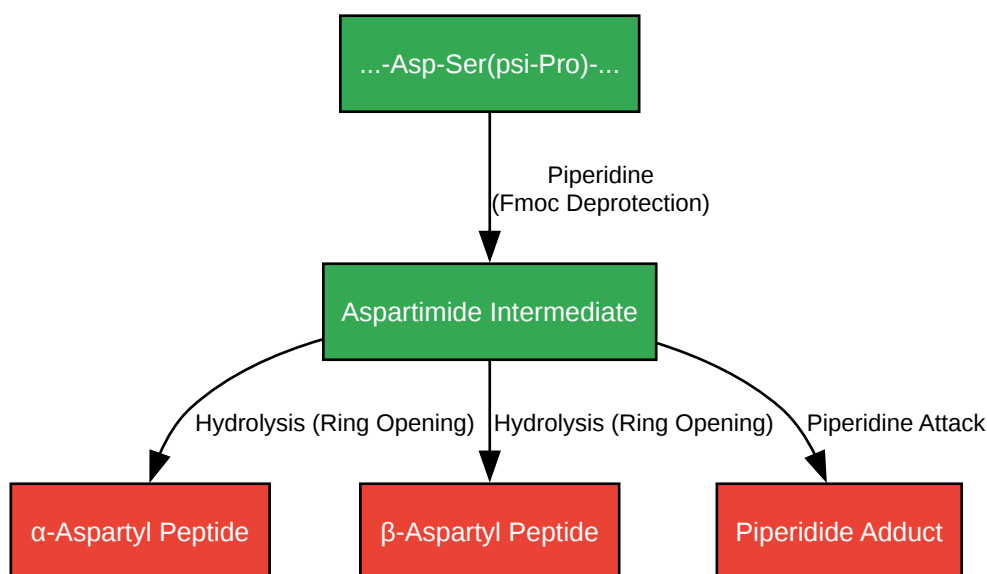 ...-Asp-Ser(psi-Pro)-...
Piperidine
(Fmoc Deprotection)
Aspartimide Intermediate
Hydrolysis (Ring Opening)
Hydrolysis (Ring Opening)
Piperidine Attack
α-Aspartyl Peptide
β-Aspartyl Peptide
Piperidide Adduct